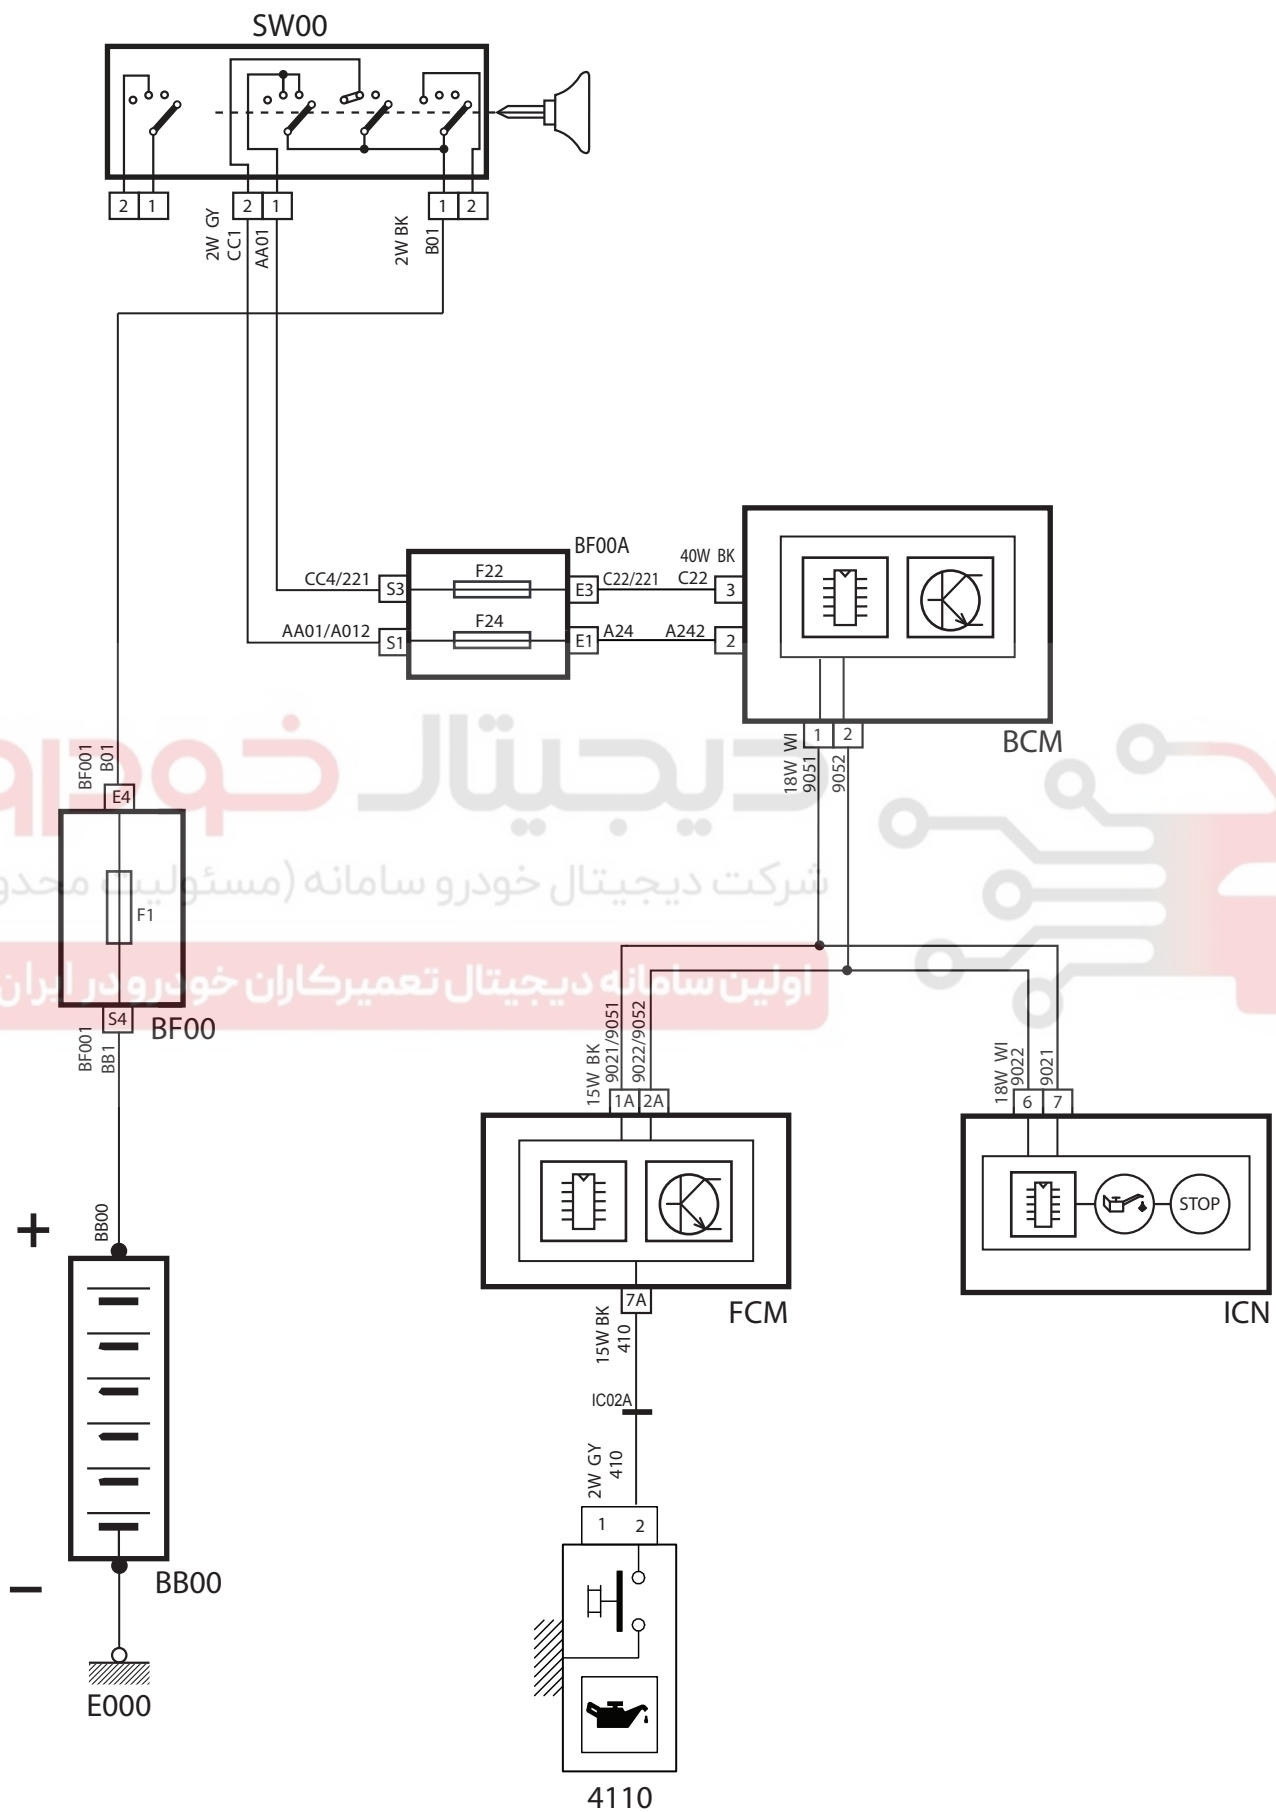 SW00
2 1
2 1
1 2
2W GY
CC1
AA01
2W BK
B01
BF00A
40W BK
CC4/221
S3
F22
E3
C22/221
C22
3
AA01/A012
S1
F24
E1
A24
A242
2
BCM
1 2
18W WI
9051
9052
BF001
B01
E4
F1
S4
BF00
BF001
BB1
دیجیتال خودرو
شرکت دیجیتال خودرو سامانه (مسئولیت
اولین سامانه دیجیتال تعمیرکاران خودرو در ایران
15W BK
9021/9051
9022/9052
1A 2A
18W WI
9022
9021
6 7
STOP
BB00
+
FCM
ICN
7A
15W BK
410
IC02A
2W GY
410
1 2
–
BB00
E000
4110